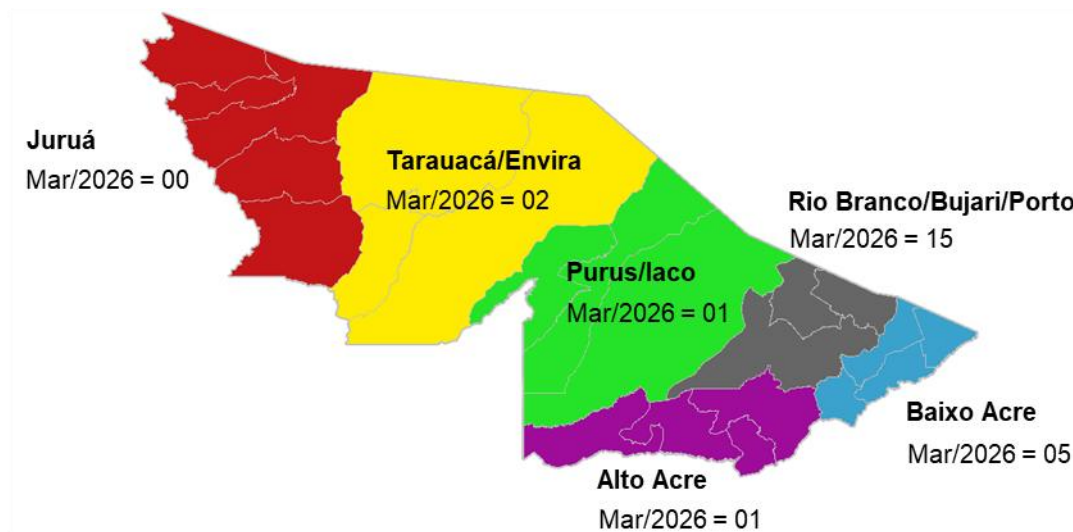 Juruá
Mar/2026 = 00
Tarauacá/Envira
Mar/2026 = 02
Rio Branco/Bujari/Porto
Mar/2026 = 15
Purus/Iaco
Mar/2026 = 01
Baixo Acre
Mar/2026 = 05
Alto Acre
Mar/2026 = 01